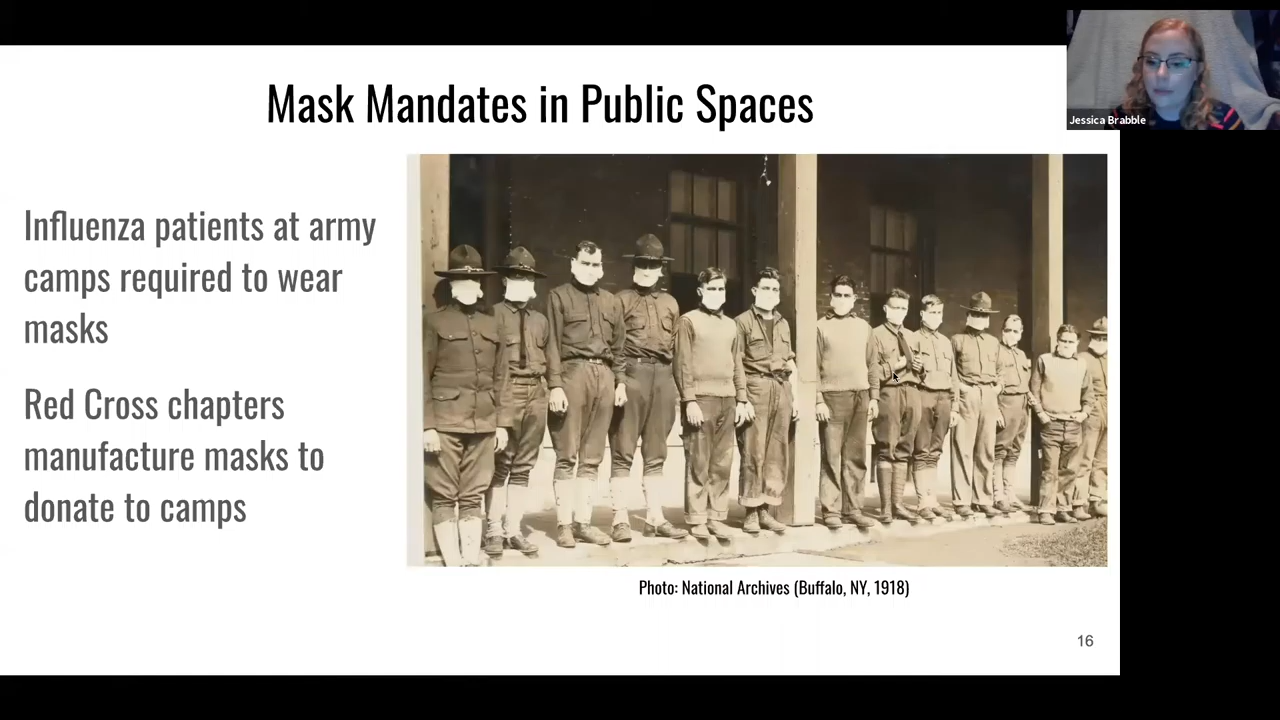 Mask Mandates in Public Spaces
Jessica Brabble
Influenza patients at army
camps required to wear
masks
Red Cross chapters
manufacture masks to
donate to camps
Photo: National Archives (Buffalo, NY, 1918)
16